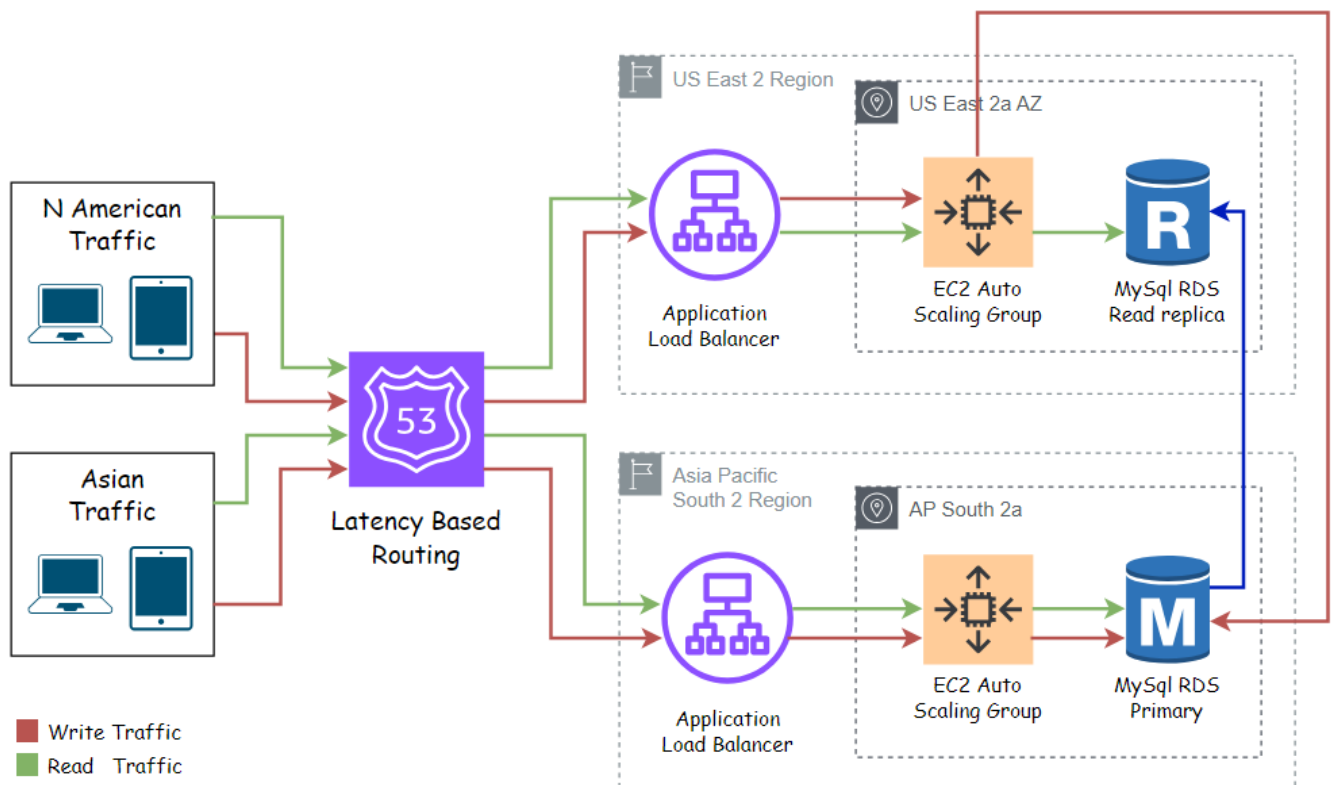 US East 2 Region
US East 2a AZ
N American
Traffic
R
EC2 Auto
Scaling Group
MySql RDS
Read replica
Application
Load Balancer
53
Asian
Traffic
Latency Based
Routing
Asia Pacific
South 2 Region
AP South 2a
M
EC2 Auto
Scaling Group
MySql RDS
Primary
Application
Load Balancer
Write Traffic
Read Traffic